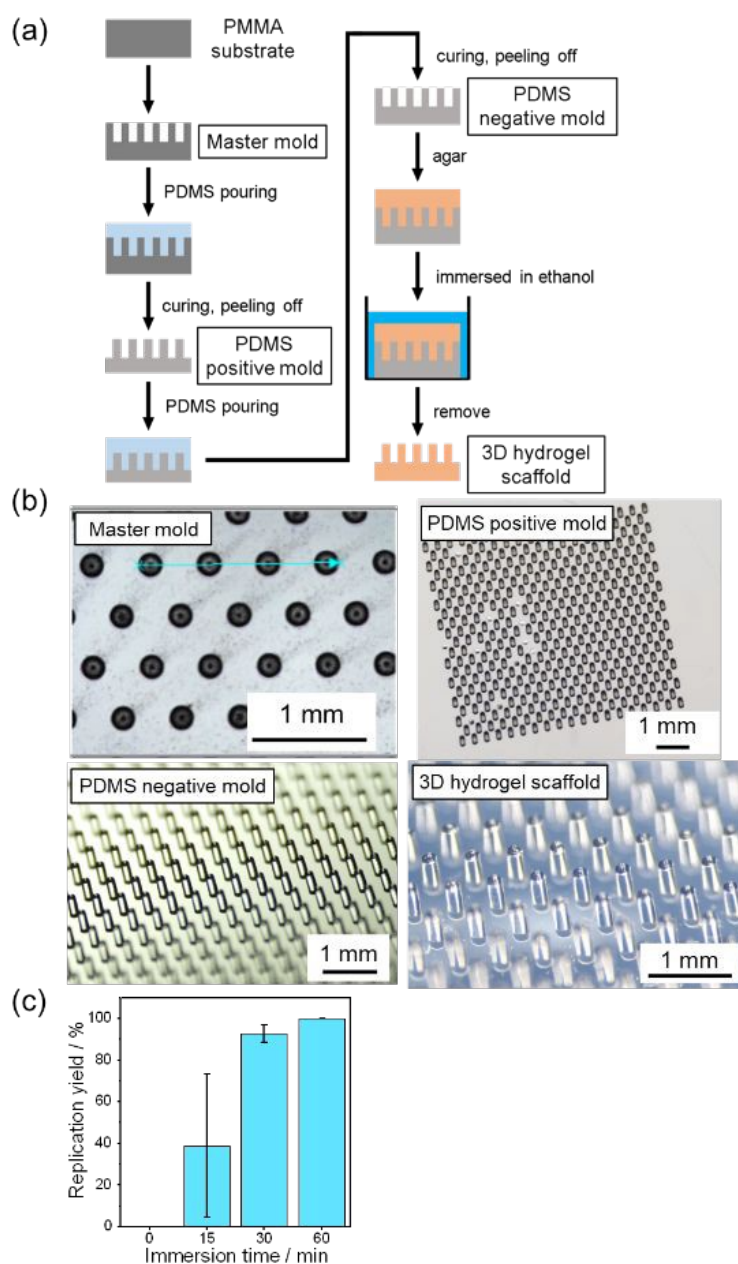 (a)
PMMA
substrate
Master mold
PDMS pouring
curing, peeling off
PDMS
positive mold
PDMS pouring
curing, peeling off
PDMS
negative mold
agar
immersed in ethanol
remove
3D hydrogel
scaffold
(b)
Master mold
1 mm
PDMS positive mold
1 mm
PDMS negative mold
1 mm
3D hydrogel scaffold
1 mm
(c)
Replication yield / %
100
80
60
40
20
0
0 15 30 60
Immersion time / min